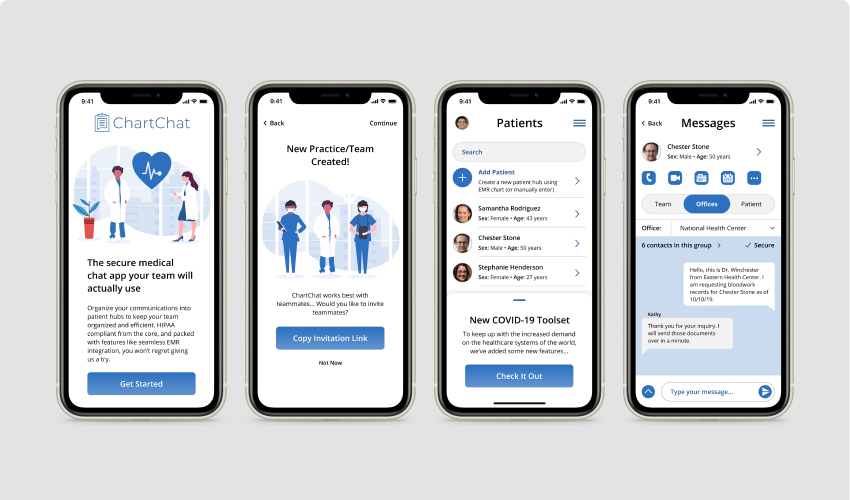 9:41
ChartChat
The secure medical
chat app your team will
actually use
Organize your communications into
patient hubs to keep your team
organized and efficient, HIPAA
compliant from the core, and packed
with features like seamless EMR
integration, you won't regret giving
us a try.
Get Started
9:41
Back
Continue
New Practice/Team
Created!
ChartChat works best with
teammates... Would you like to invite
teammates?
Copy Invitation Link
Not Now
9:41
Patients
Search
Add Patient
Create a new patient hub using
EMR chart (or manually enter)
Samantha Rodriguez
Sex: Female • Age: 43 years
Chester Stone
Sex: Male • Age: 50 years
Stephanie Henderson
Sex: Female • Age: 27 years
New COVID-19 Toolset
To keep up with the increased demand
on the healthcare systems of the world,
we've added some new features...
Check It Out
9:41
Back
Messages
Chester Stone
Sex: Male • Age: 50 years
Team Offices Patient
Office: National Health Center
6 contacts in this group
Secure
Hello, this is Dr. Winchester
from Eastern Health Center. I
am requesting bloodwork
records for Chester Stone as of
10/10/19.
Kathy
Thank you for your inquiry. I
will send those documents
over in a minute.
Type your message...